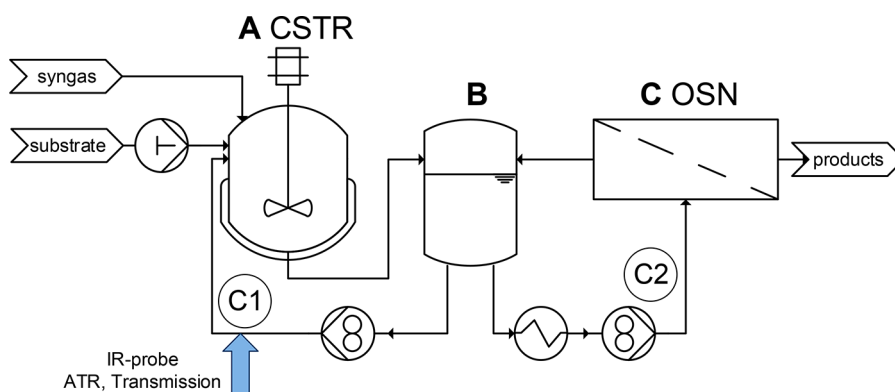 A CSTR
syngas
B
C OSN
substrate
products
C2
C1
IR-probe
ATR, Transmission